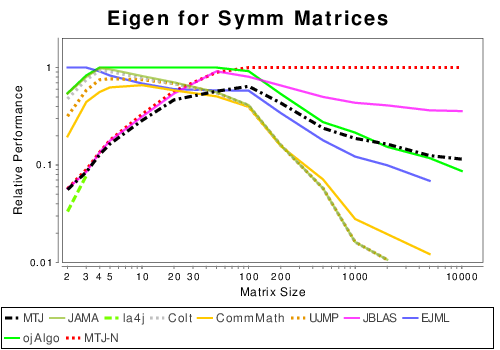 Eigen for Symm Matrices
Relative Performance
1
0.1
0.01
2 3 4 5 10 20 30 50 100 200 1000 10000
Matrix Size
MTJ JAMA la4j Colt CommMath UJMP JBLAS EJML
ojAlgo MTJ-N